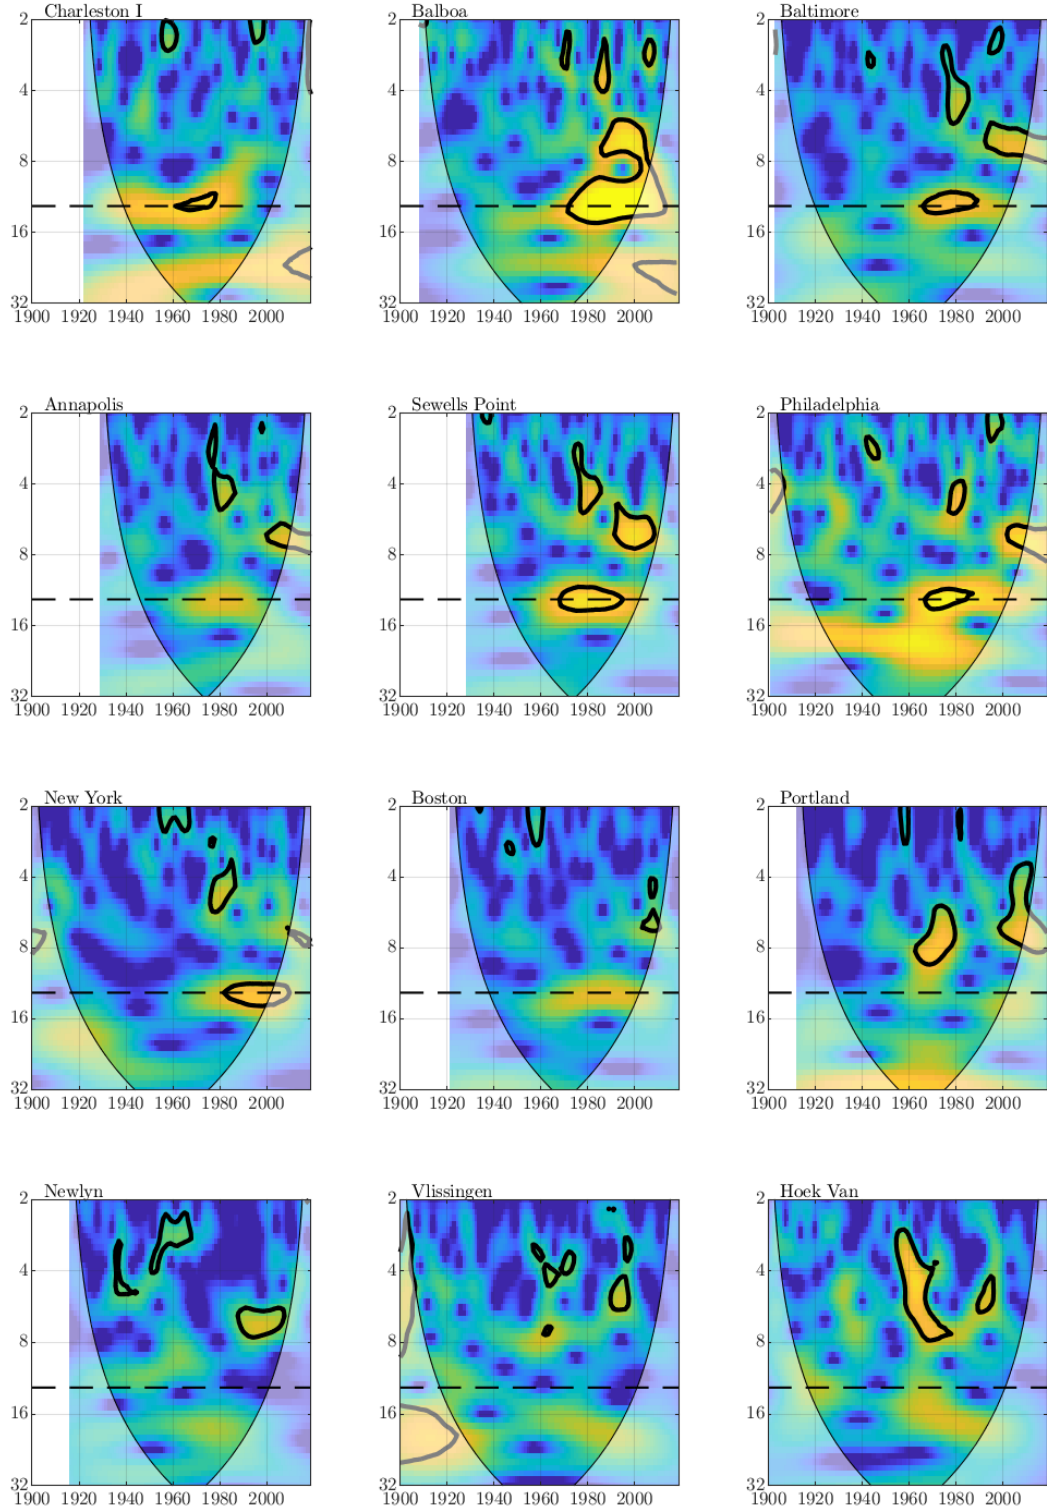 Charleston I Balboa Baltimore
2 2 2
4 4 4
8 8 8
16 16 16
32 32 32
1900 1920 1940 1960 1980 2000 1900 1920 1940 1960 1980 2000 1900 1920 1940 1960 1980 2000
Annapolis Sewells Point Philadelphia
2 2 2
4 4 4
8 8 8
16 16 16
32 32 32
1900 1920 1940 1960 1980 2000 1900 1920 1940 1960 1980 2000 1900 1920 1940 1960 1980 2000
New York Boston Portland
2 2 2
4 4 4
8 8 8
16 16 16
32 32 32
1900 1920 1940 1960 1980 2000 1900 1920 1940 1960 1980 2000 1900 1920 1940 1960 1980 2000
Newlyn Vlissingen Hoek Van
2 2 2
4 4 4
8 8 8
16 16 16
32 32 32
1900 1920 1940 1960 1980 2000 1900 1920 1940 1960 1980 2000 1900 1920 1940 1960 1980 2000